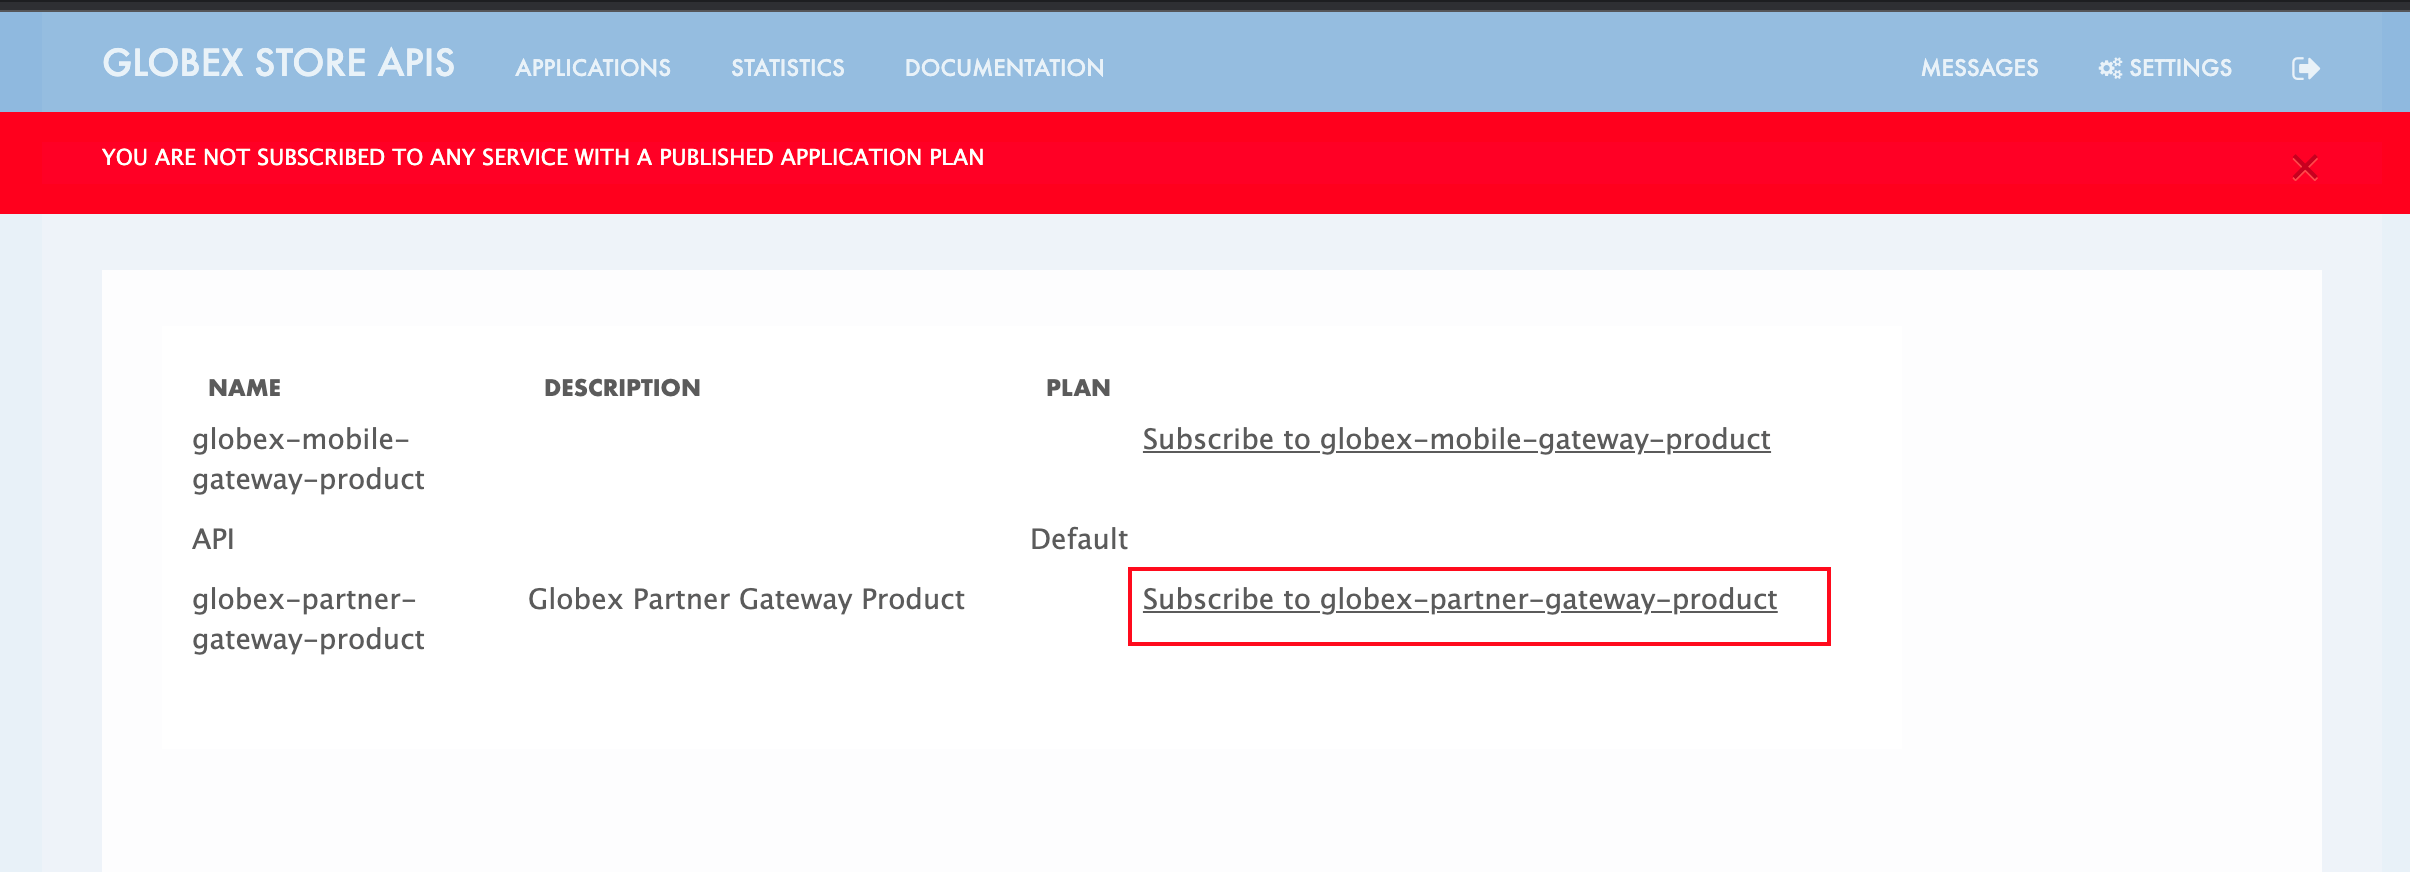 GLOBEX STORE APIS APPLICATIONS STATISTICS DOCUMENTATION MESSAGES SETTINGS
YOU ARE NOT SUBSCRIBED TO ANY SERVICE WITH A PUBLISHED APPLICATION PLAN
NAME DESCRIPTION PLAN
globex-mobile- Subscribe to globex-mobile-gateway-product
gateway-product
API Default
globex-partner- Globex Partner Gateway Product Subscribe to globex-partner-gateway-product
gateway-product